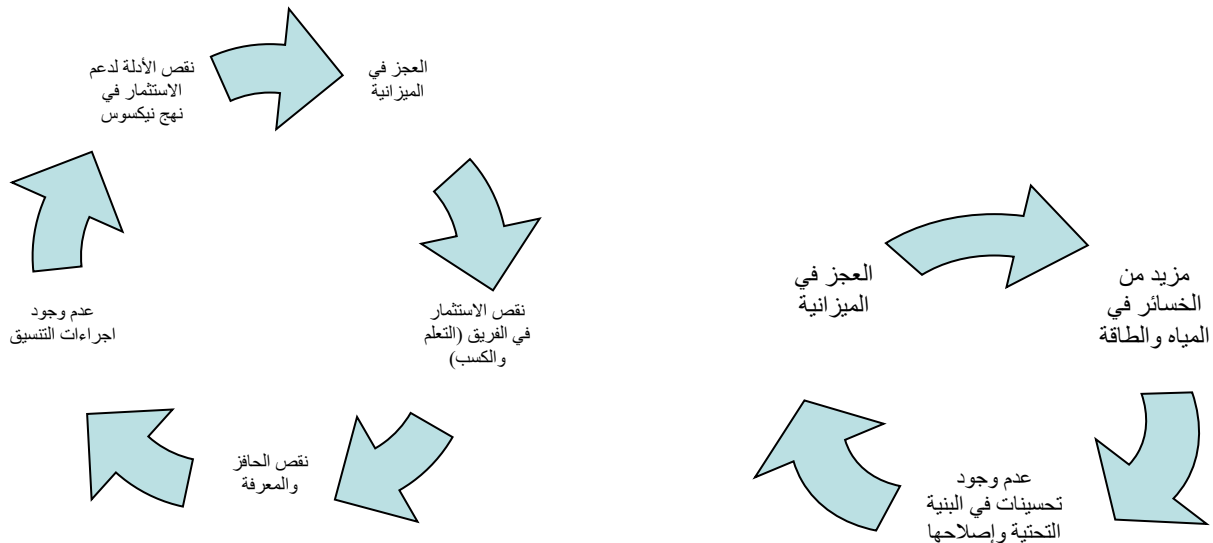 العجز في
الميزانية
نقص الاستثمار
في الفريق (التعلم
والكسب)
نقص الحافز
والمعرفة
عدم وجود
اجراءات التنسيق
نقص الأدلة لدعم
الاستثمار في
نهج نيكسوس
العجز في
الميزانية
مزيد من
الخسائر في
المياه والطاقة
عدم وجود
تحسينات في البنية
التحتية وإصلاحها